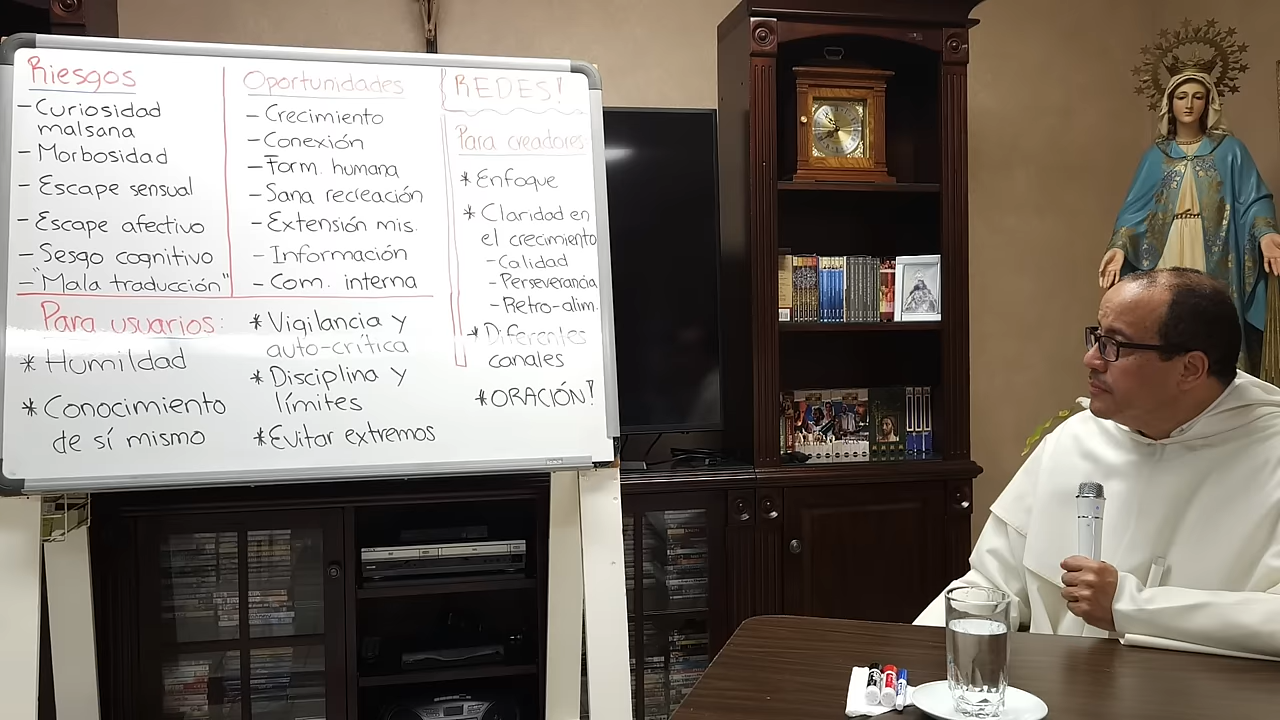 Riesgos
- Curiosidad
malsana
- Morbosidad
- Escape sensual
- Escape afectivo
- Sesgo cognitivo
- "Mala traducción"
Oportunidades
- Crecimiento
- Conexión
- Form. humana
- Sana recreación
- Extensión mis.
- Información
- Com. interna
REDES!
Para creadores:
* Enfoque
* Claridad en
el crecimiento
- Calidad
- Perseverancia
- Retro-alim.
* Diferentes
canales
* ORACIÓN!
Para usuarios:
* Humildad
* Conocimiento
de sí mismo
* Vigilancia y
auto-crítica
* Disciplina y
límites
* Evitar extremos